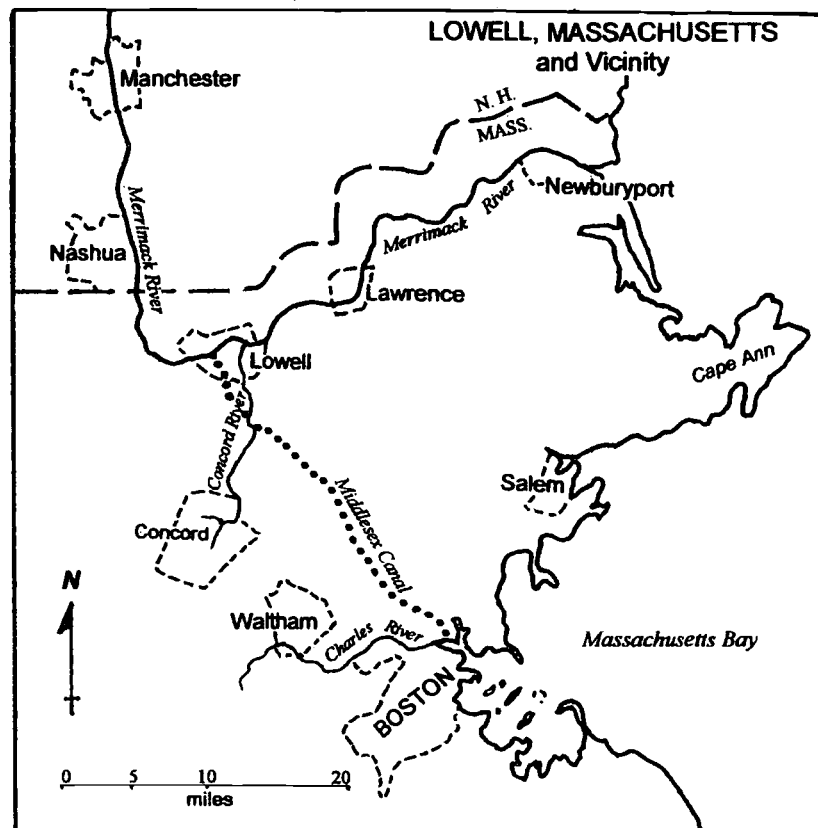 LOWELL, MASSACHUSETTS
and Vicinity
Manchester
N. H.
MASS.
Newburyport
Merrimack River
Merrimack River
Nashua
Lawrence
Lowell
Cape Ann
Concord River
Salem
Middlesex Canal
Concord
N
Waltham
Charles River
Massachusetts Bay
BOSTON
0 5 10 20
miles